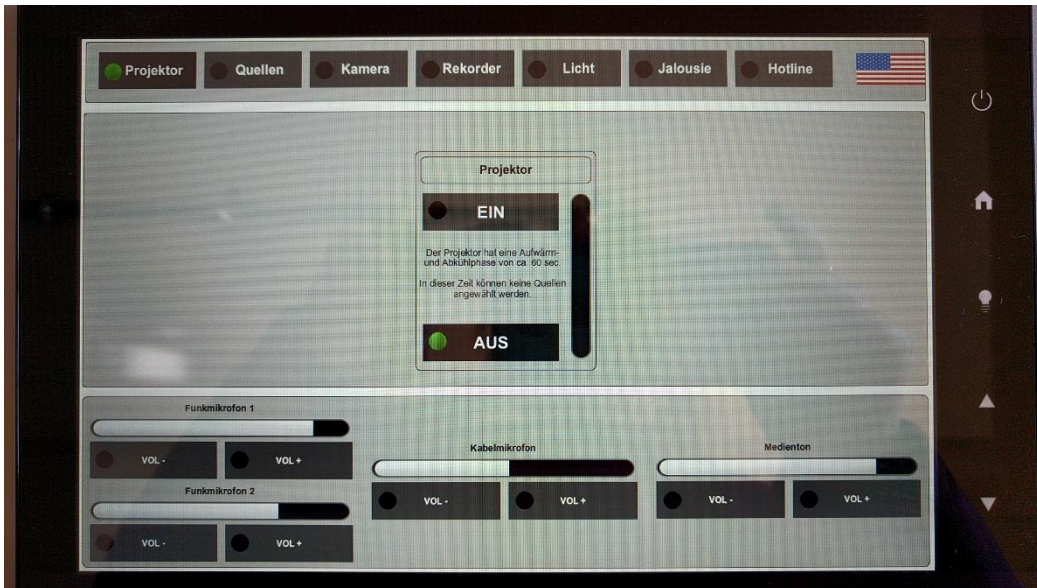 Projektor
Quellen
Kamera
Rekorder
Licht
Jalousie
Hotline
Projektor
EIN
Der Projektor hat eine Aufwärm-
und Abkühlphase von ca. 60 sec.
In dieser Zeit können keine Quellen
angewählt werden.
AUS
Funkmikrofon 1
VOL -
VOL +
Funkmikrofon 2
VOL -
VOL +
Kabelmikrofon
VOL -
VOL +
Medienton
VOL -
VOL +